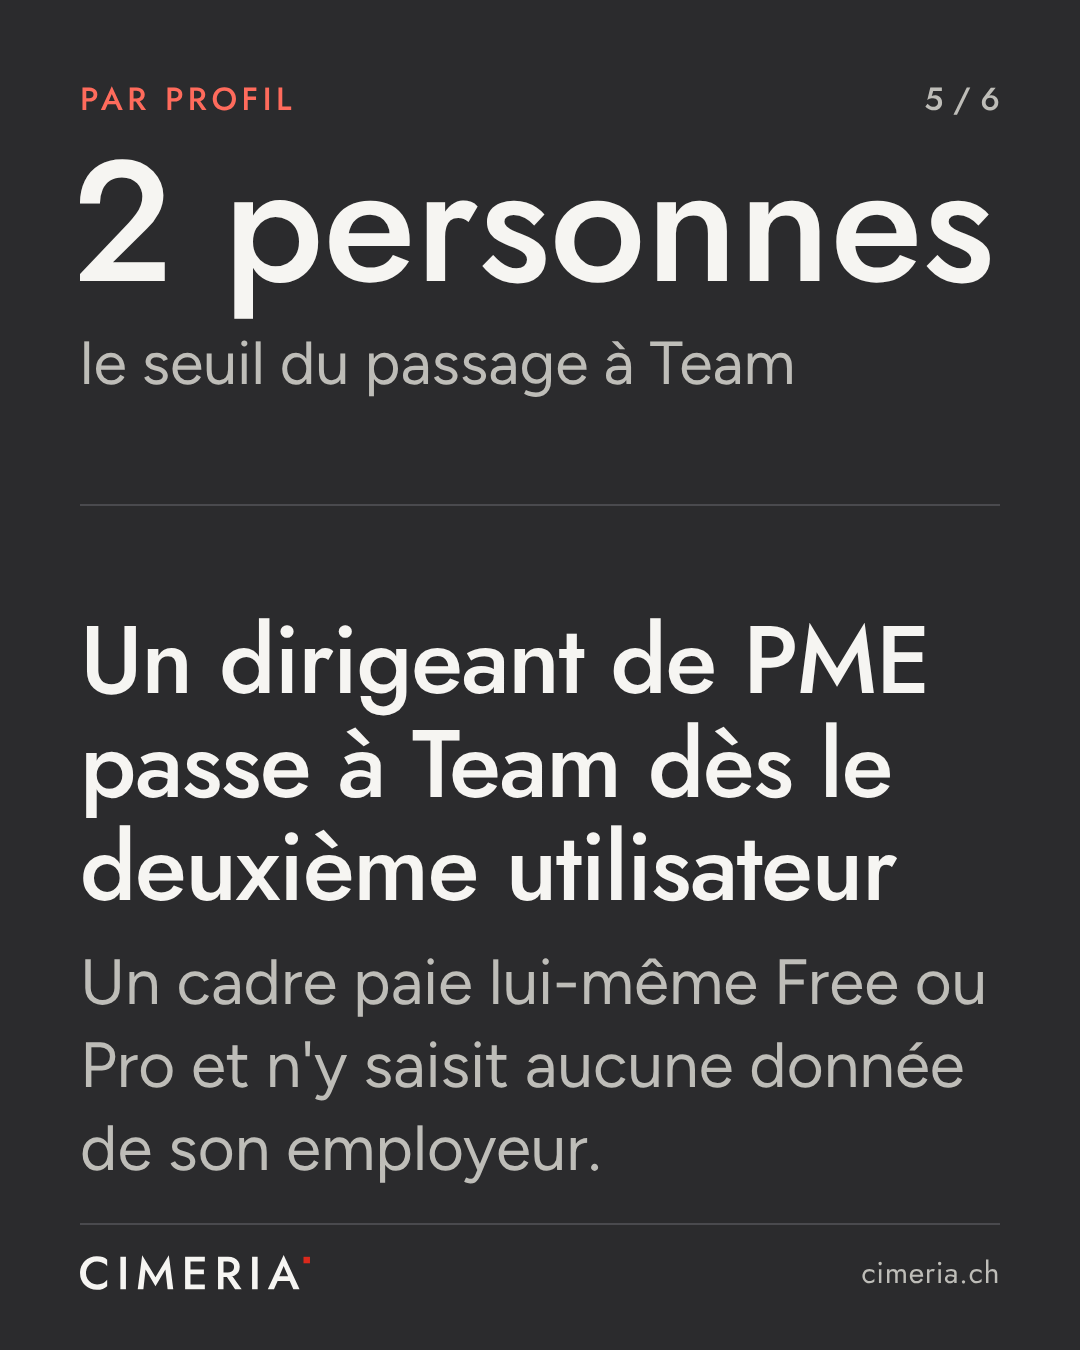 PAR PROFIL
5 / 6
2 personnes
le seuil du passage à Team
Un dirigeant de PME
passe à Team dès le
deuxième utilisateur
Un cadre paie lui-même Free ou
Pro et n'y saisit aucune donnée
de son employeur.
CIMERIA
cimeria.ch